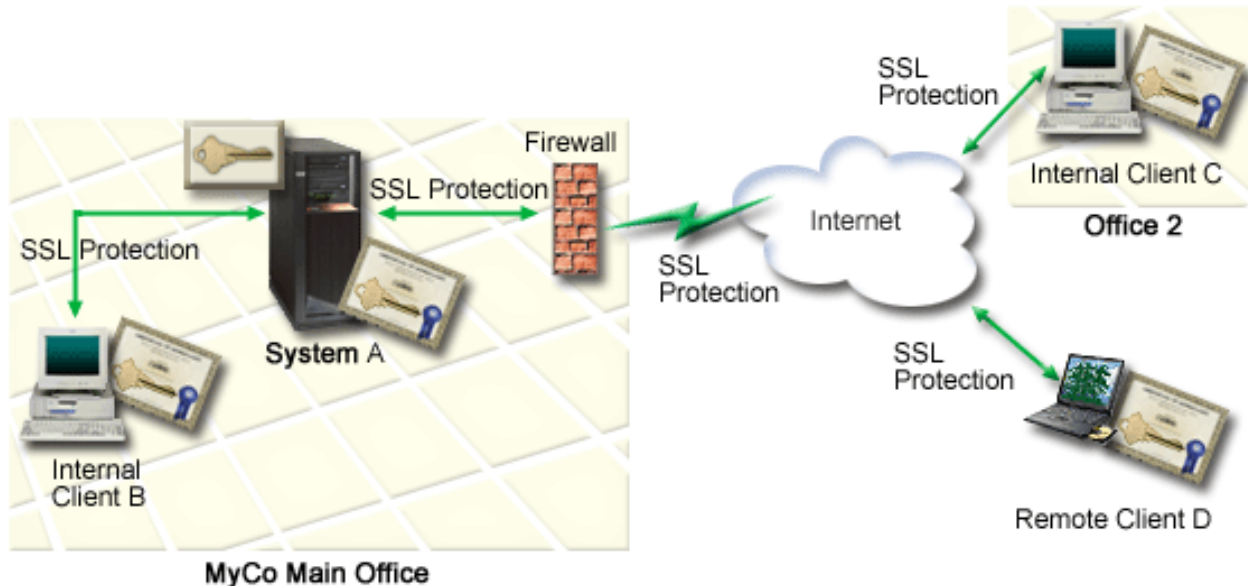 SSL
Protection
Firewall
SSL Protection
Internal Client C
Office 2
Internet
SSL Protection
SSL
Protection
System A
SSL
Protection
Internal
Client B
Remote Client D
MyCo Main Office